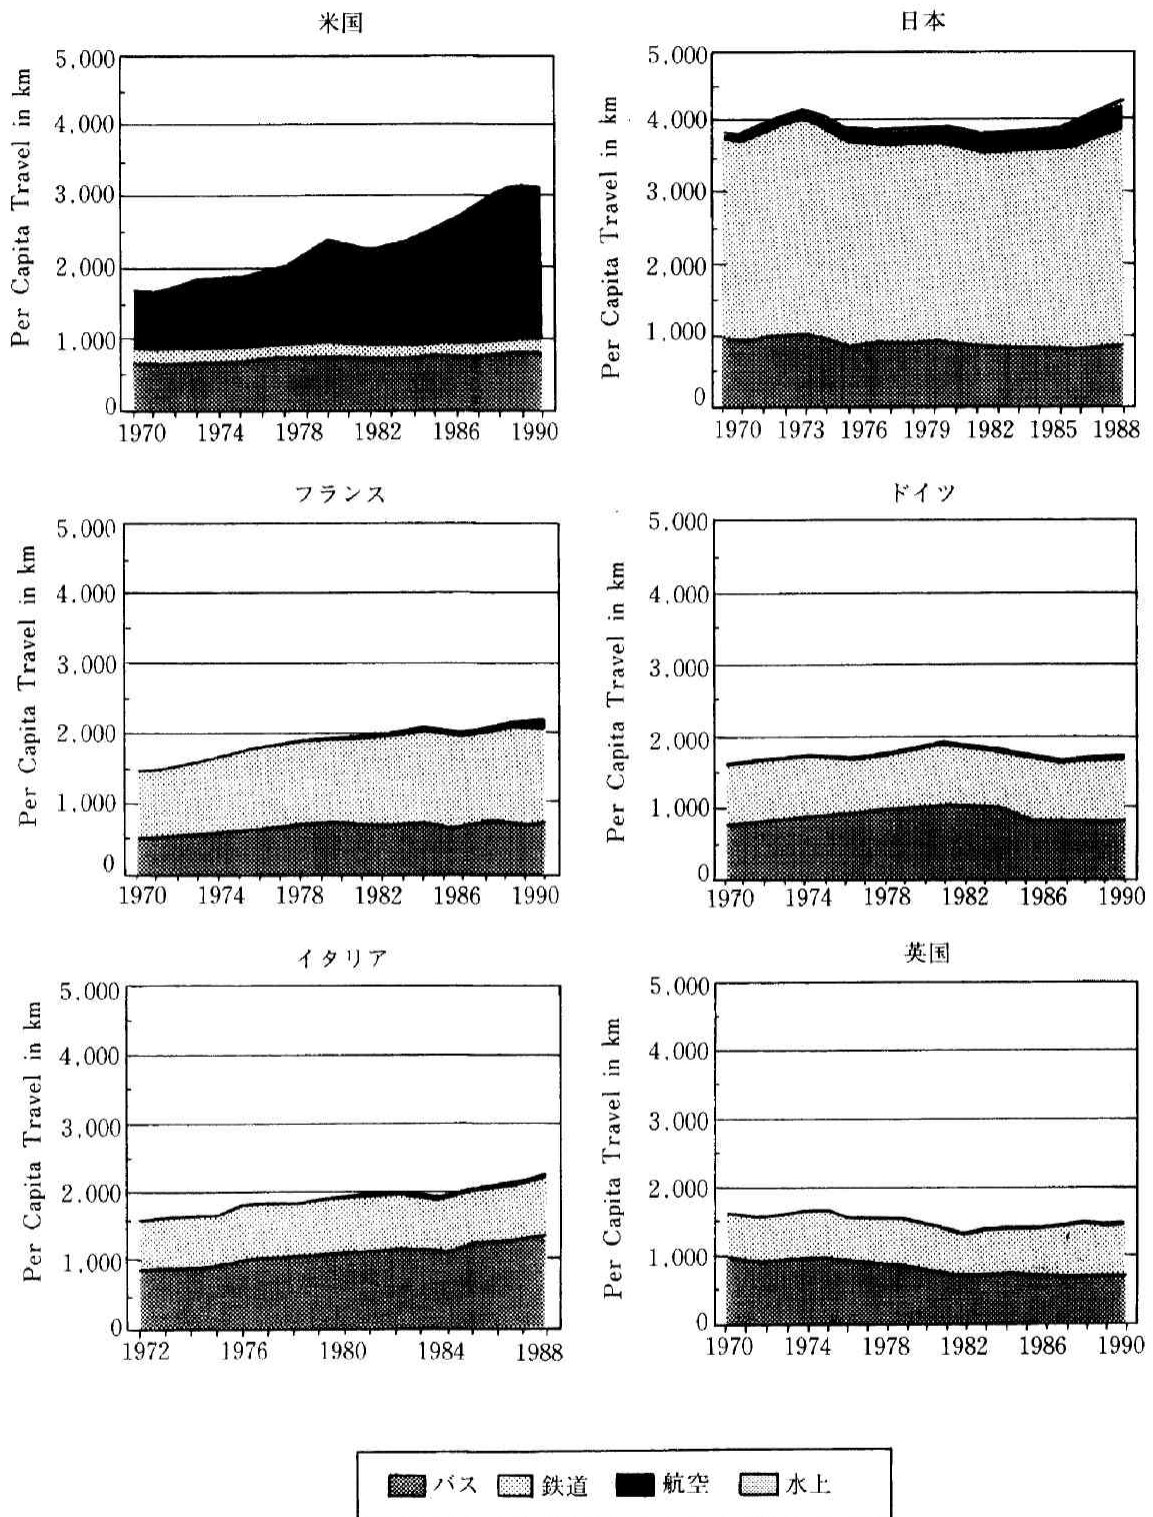 米国
Per Capita Travel in km
5,000
4,000
3,000
2,000
1,000
0
1970 1974 1978 1982 1986 1990
日本
Per Capita Travel in km
5,000
4,000
3,000
2,000
1,000
0
1970 1973 1976 1979 1982 1985 1988
フランス
Per Capita Travel in km
5,000
4,000
3,000
2,000
1,000
0
1970 1974 1978 1982 1986 1990
ドイツ
Per Capita Travel in km
5,000
4,000
3,000
2,000
1,000
0
1970 1974 1978 1982 1986 1990
イタリア
Per Capita Travel in km
5,000
4,000
3,000
2,000
1,000
0
1972 1976 1980 1984 1988
英国
Per Capita Travel in km
5,000
4,000
3,000
2,000
1,000
0
1970 1974 1978 1982 1986 1990
バス 鉄道 航空 水上